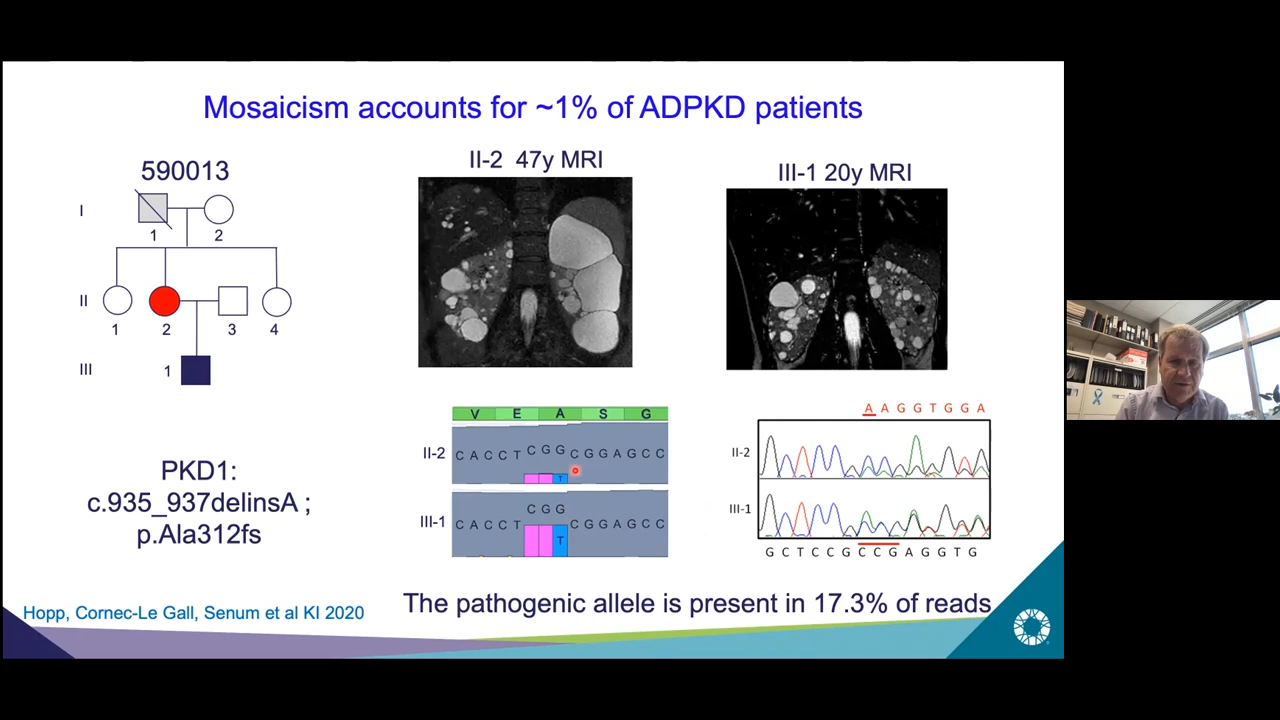 Mosaicism accounts for ~1% of ADPKD patients
590013
I
1
2
II
1
2
3
4
III
1
PKD1:
c.935_937delinsA ;
p.Ala312fs
II-2 47y MRI
III-1 20y MRI
V E A S G
II-2
C A C C T C G G C G G A G C C
T
III-1
C A C C T C G G C G G A G C C
T
A A G G T G G A
II-2
III-1
G C T C C G C C G A G G T G
The pathogenic allele is present in 17.3% of reads
Hopp, Cornec-Le Gall, Senum et al KI 2020